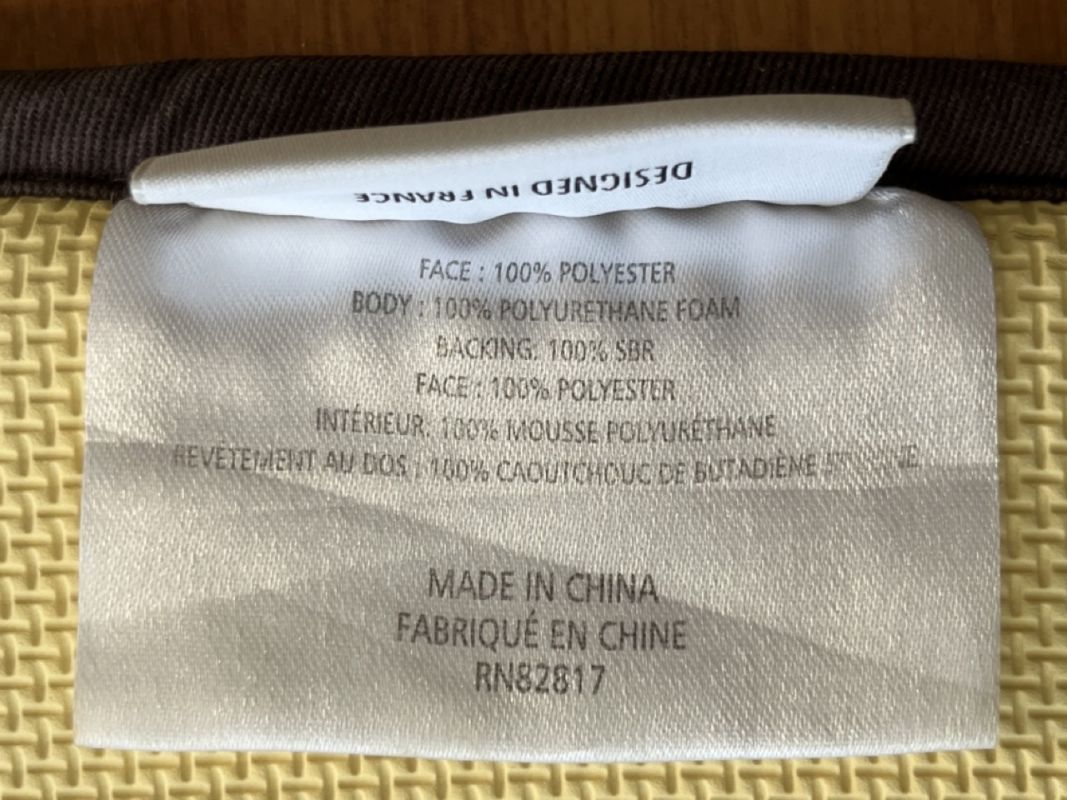 DESIGNED IN FRANCE
FACE : 100% POLYESTER
BODY : 100% POLYURETHANE FOAM
BACKING: 100% SBR
FACE : 100% POLYESTER
INTÉRIEUR: 100% MOUSSE POLYURÉTHANE
REVÊTEMENT AU DOS : 100% CAOUTCHOUC DE BUTADIÈNE
MADE IN CHINA
FABRIQUÉ EN CHINE
RN82817